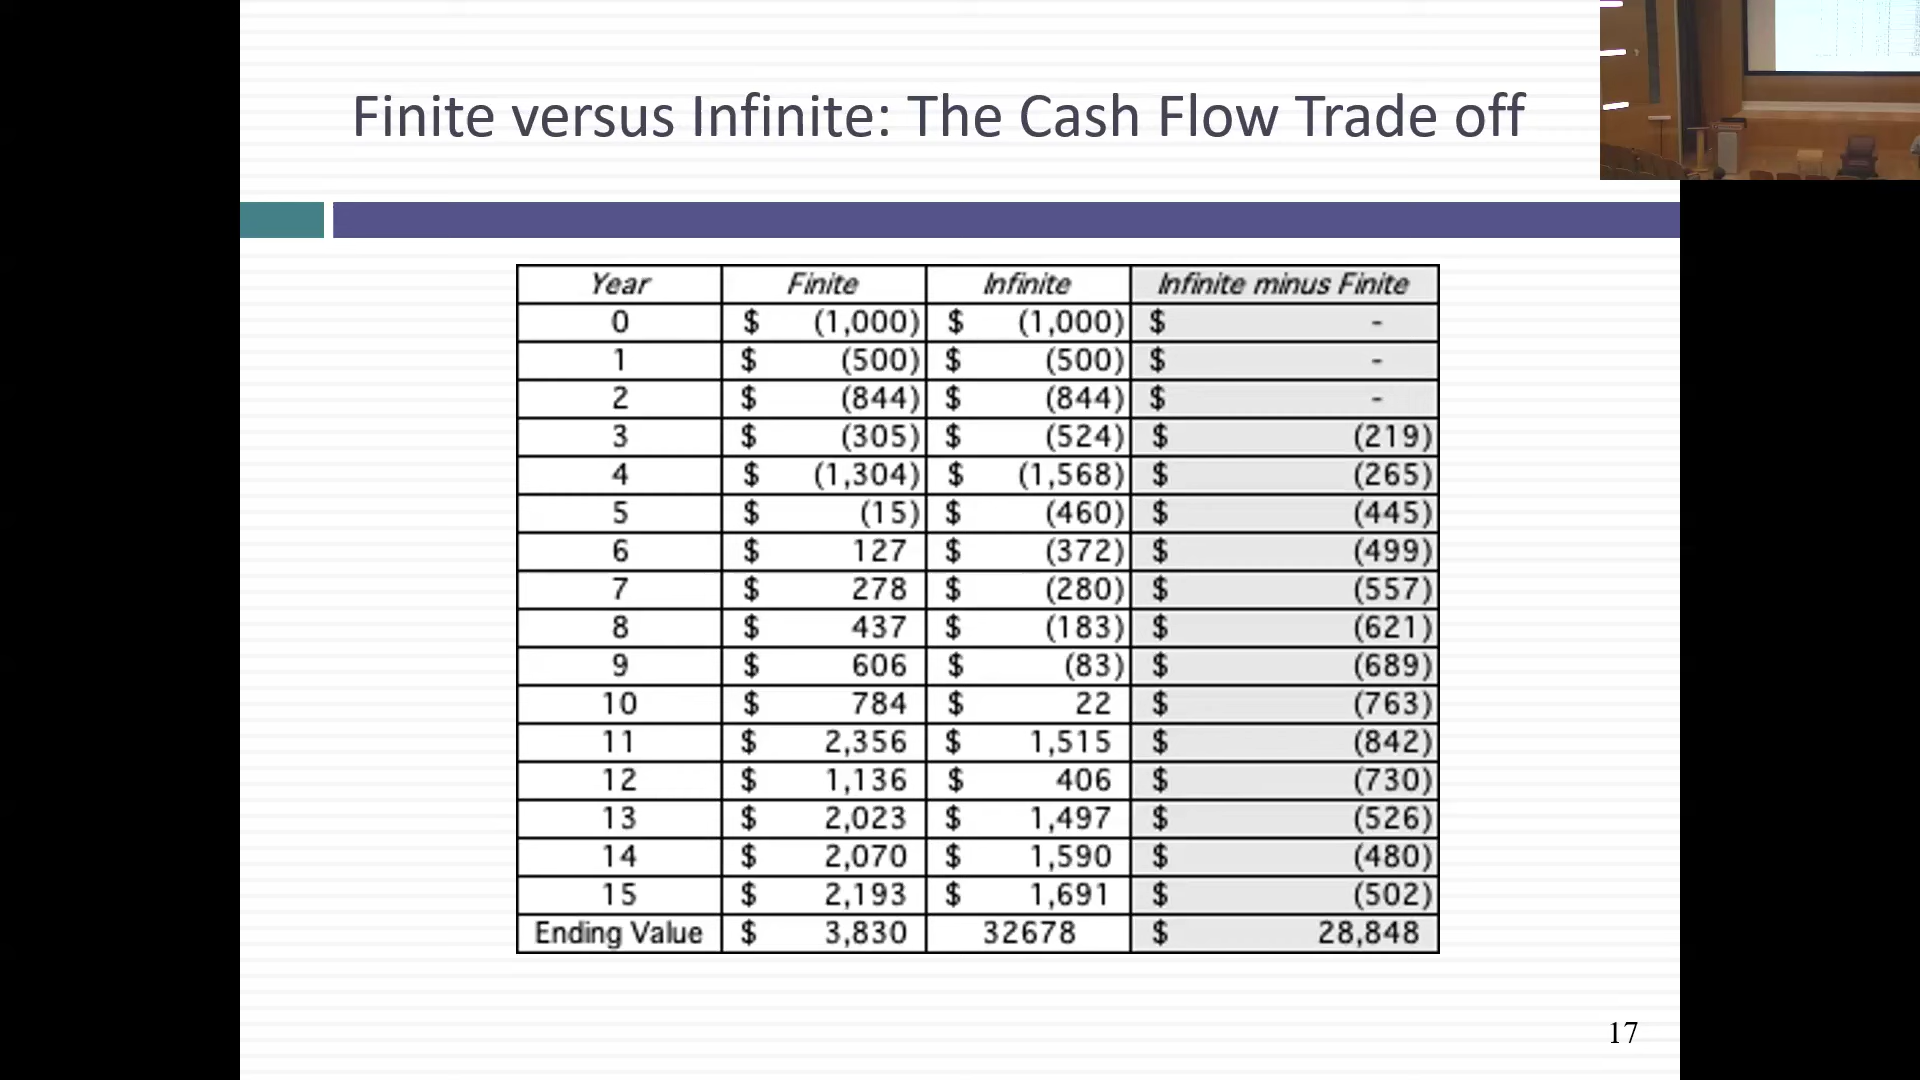 Finite versus Infinite: The Cash Flow Trade off
Year Finite Infinite Infinite minus Finite
0 $ (1,000) $ (1,000) $ -
1 $ (500) $ (500) $ -
2 $ (844) $ (844) $ -
3 $ (305) $ (524) $ (219)
4 $ (1,304) $ (1,568) $ (265)
5 $ (15) $ (460) $ (445)
6 $ 127 $ (372) $ (499)
7 $ 278 $ (280) $ (557)
8 $ 437 $ (183) $ (621)
9 $ 606 $ (83) $ (689)
10 $ 784 $ 22 $ (763)
11 $ 2,356 $ 1,515 $ (842)
12 $ 1,136 $ 406 $ (730)
13 $ 2,023 $ 1,497 $ (526)
14 $ 2,070 $ 1,590 $ (480)
15 $ 2,193 $ 1,691 $ (502)
Ending Value $ 3,830 32678 $ 28,848
17